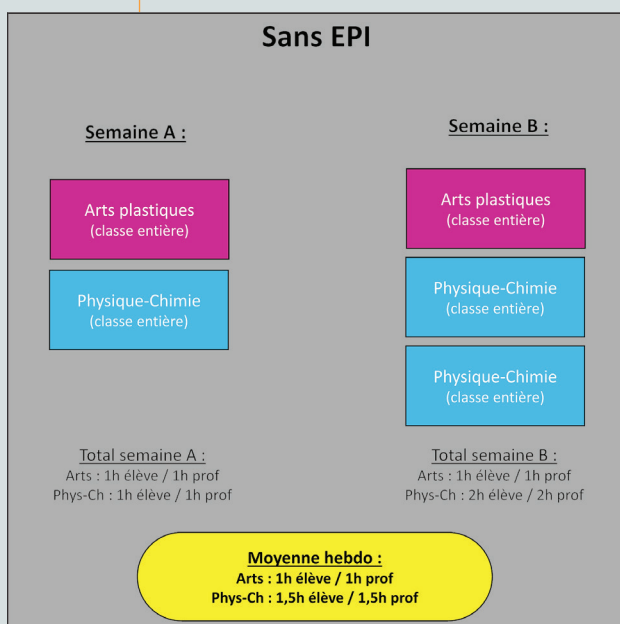 Sans EPI
Semaine A :
Arts plastiques
(classe entière)
Physique-Chimie
(classe entière)
Total semaine A :
Arts : 1h élève / 1h prof
Phys-Ch : 1h élève / 1h prof
Semaine B :
Arts plastiques
(classe entière)
Physique-Chimie
(classe entière)
Physique-Chimie
(classe entière)
Total semaine B :
Arts : 1h élève / 1h prof
Phys-Ch : 2h élève / 2h prof
Moyenne hebdo :
Arts : 1h élève / 1h prof
Phys-Ch : 1,5h élève / 1,5h prof